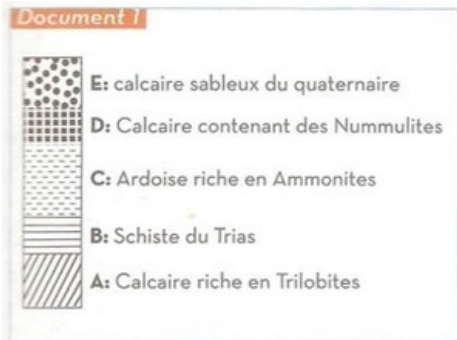 Document 1
E: calcaire sableux du quaternaire
D: Calcaire contenant des Nummulites
C: Ardoise riche en Ammonites
B: Schiste du Trias
A: Calcaire riche en Trilobites